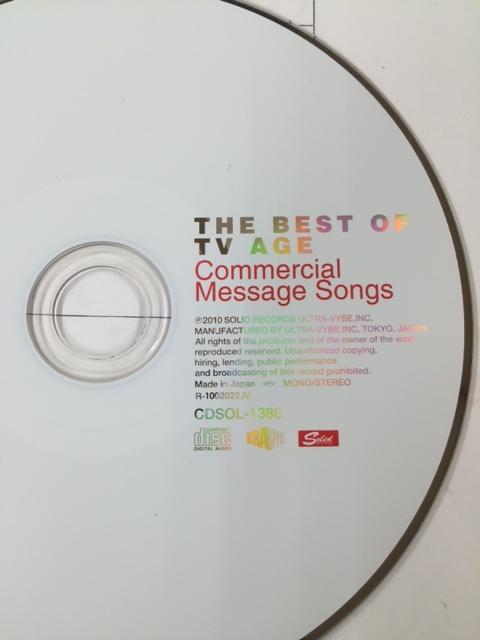 THE BEST OF
TV AGE
Commercial
Message Songs
℗2010 SOLID RECORDS ULTRA-VYBE.INC.
MANUFACTURED BY ULTRA-VYBE.INC, TOKYO, JAPAN.
All rights of the producer and of the owner of the work
reproduced reserved. Unauthorized copying,
hiring, lending, public performance
and broadcasting of this record prohibited.
Made in Japan MONO/STEREO
R-1002022JV
CDSOL-1380
COMPACT
disc
DIGITAL AUDIO
Solid